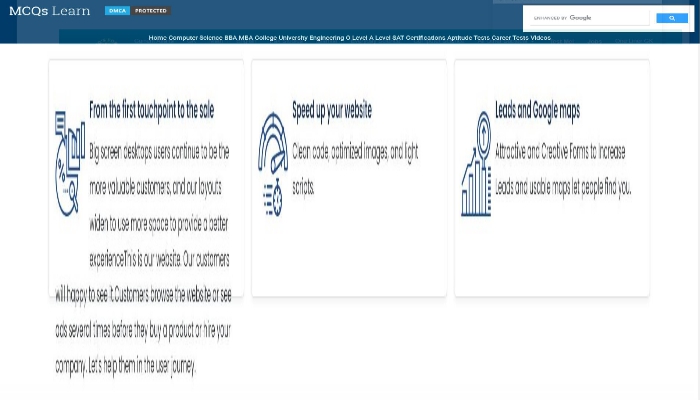 MCQs Learn DMCA PROTECTED
ENHANCED BY Google
Home Computer Science BBA MBA College University Engineering O Level A Level SAT Certifications Aptitude Tests Career Tests Videos
From the first touchpoint to the sale
Big screen desktops users continue to be the
more valuable customers, and our layouts
widen to use more space to provide a better
experienceThis is our website. Our customers
will happy to see it.Customers browse the website or see
ads several times before they buy a product or hire your
company. Let's help them in the user journey.
Speed up your website
Clean code, optimized images, and light
scripts.
Leads and Google maps
Attractive and Creative Forms to Increase
Leads and usable maps let people find you.